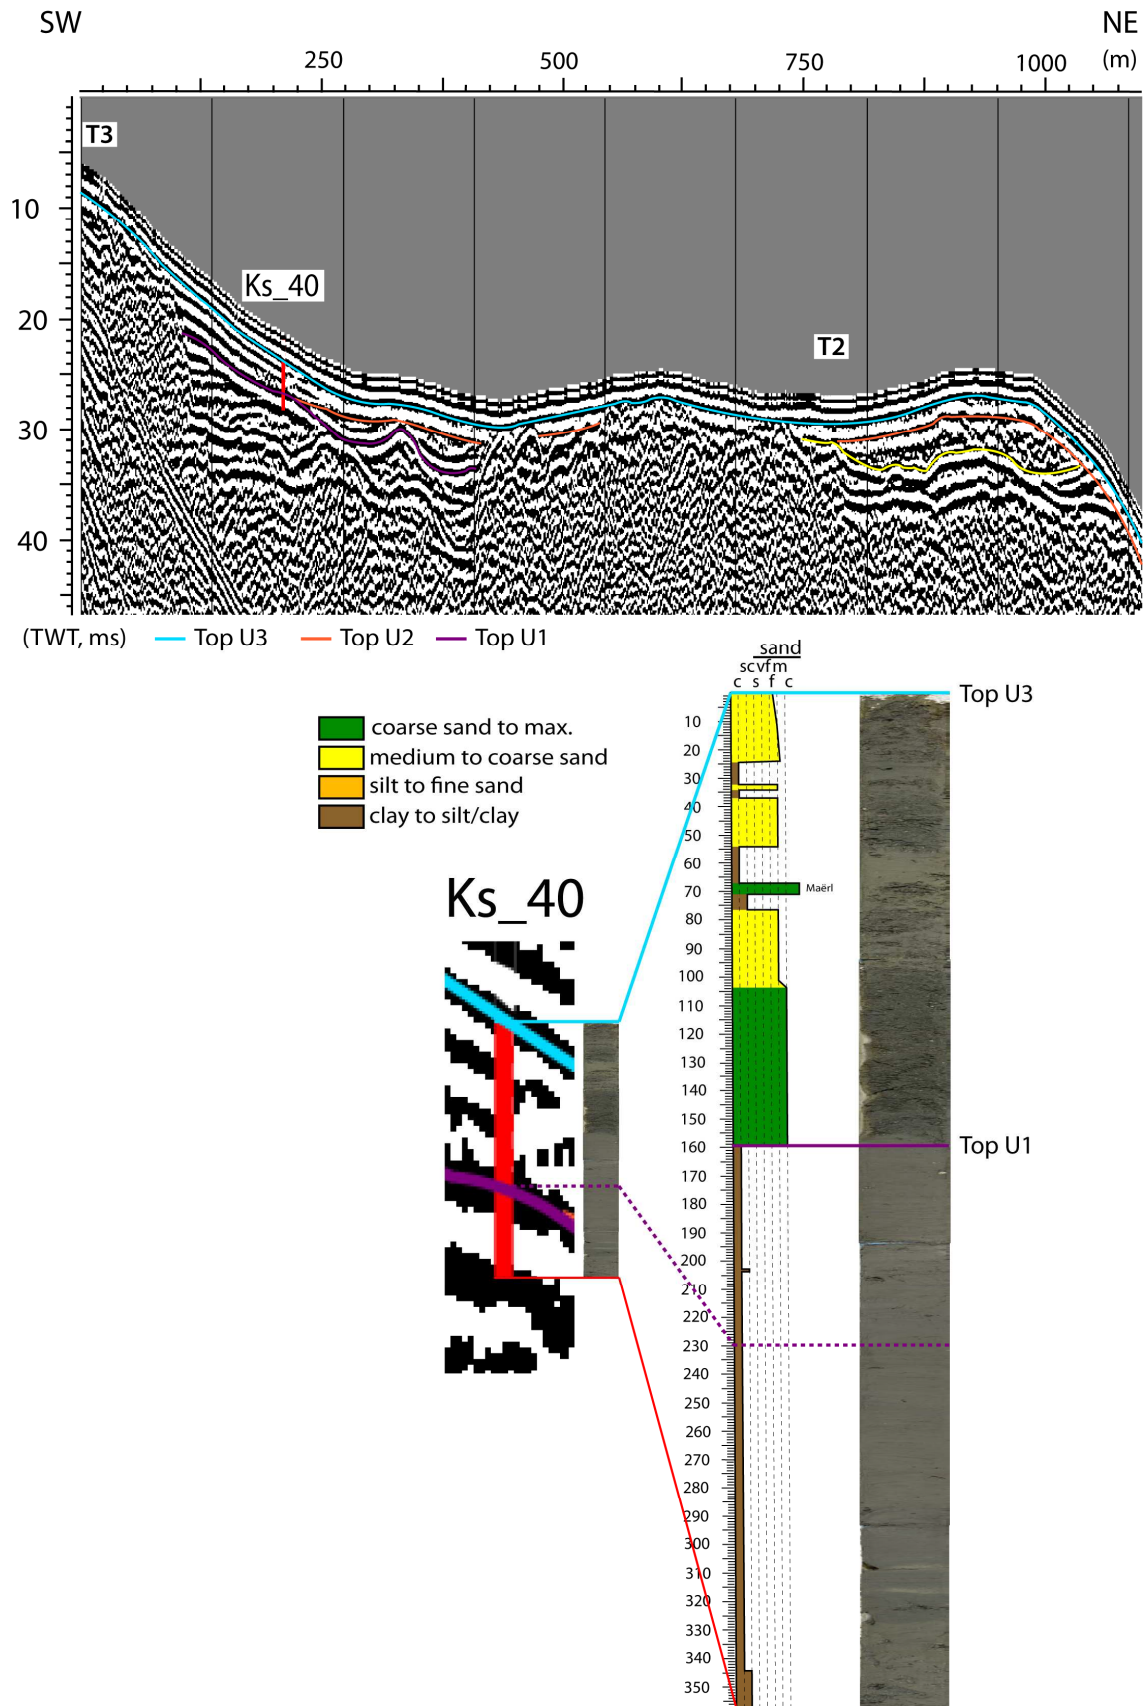 SW NE
250 500 750 1000 (m)
T3
10
Ks_40
20
T2
30
40
(TWT, ms) Top U3 Top U2 Top U1
sand
sc vf m
c s f c
Top U3
coarse sand to max.
medium to coarse sand
silt to fine sand
clay to silt/clay
10
20
30
40
50
60
70 Maërl
80
90
100
110
120
130
140
150
160 Top U1
170
180
190
200
210
220
230
240
250
260
270
280
290
300
310
320
330
340
350
Ks_40